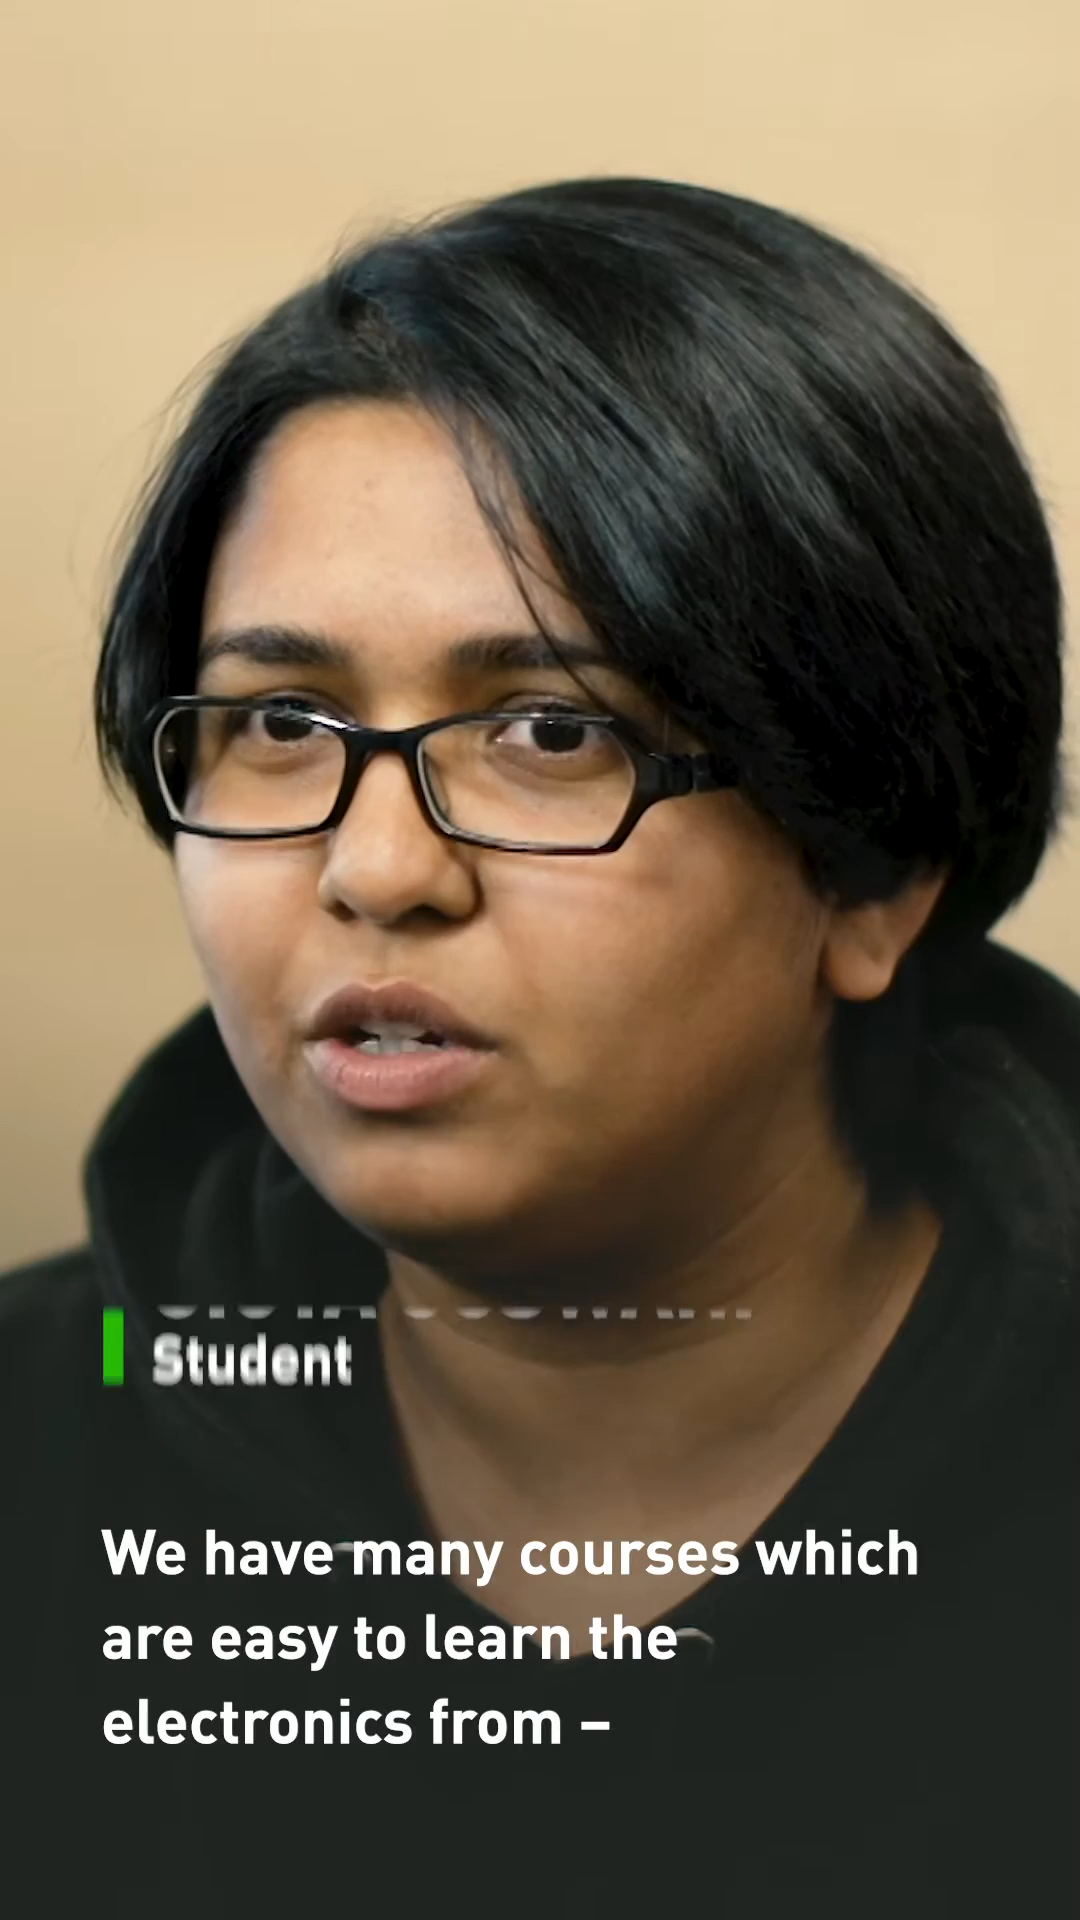 Student
We have many courses which
are easy to learn the
electronics from –